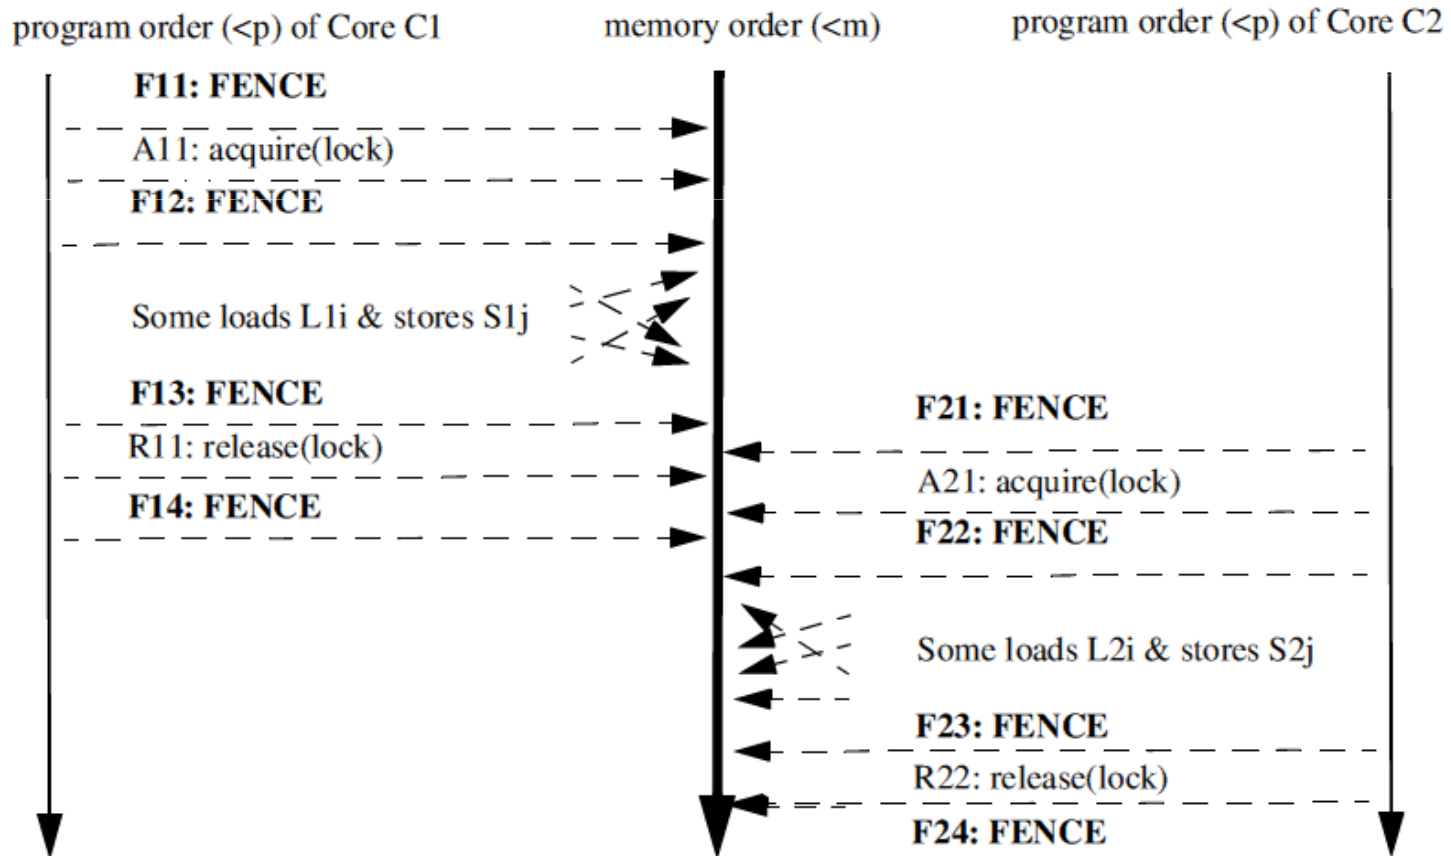 program order (<p) of Core C1
memory order (<m)
program order (<p) of Core C2
F11: FENCE
A11: acquire(lock)
F12: FENCE
Some loads L1i & stores S1j
F13: FENCE
R11: release(lock)
F14: FENCE
F21: FENCE
A21: acquire(lock)
F22: FENCE
Some loads L2i & stores S2j
F23: FENCE
R22: release(lock)
F24: FENCE